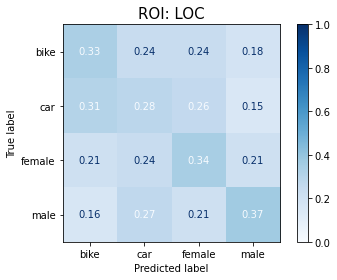 ROI: LOC
True label
bike 0.33 0.24 0.24 0.18
car 0.31 0.28 0.26 0.15
female 0.21 0.24 0.34 0.21
male 0.16 0.27 0.21 0.37
bike car female male
Predicted label
1.0
0.8
0.6
0.4
0.2
0.0